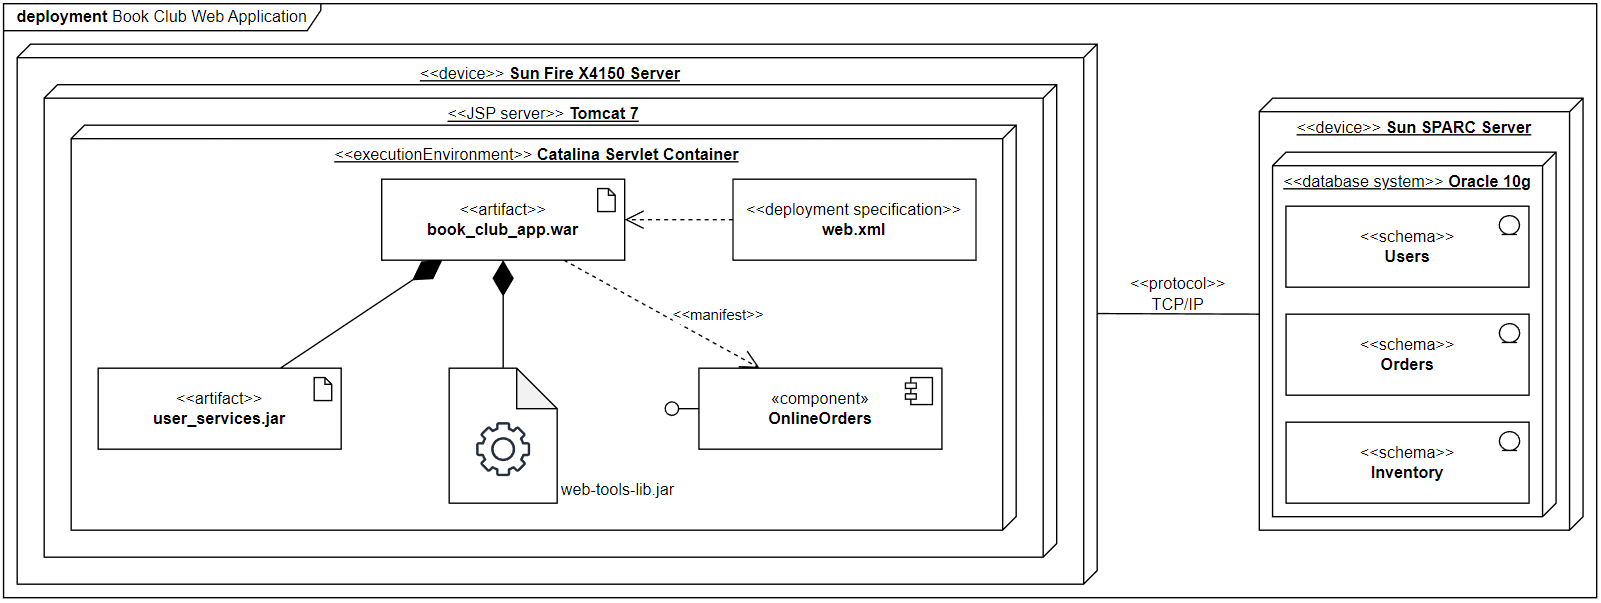 deployment Book Club Web Application
<<device>> Sun Fire X4150 Server
<<JSP server>> Tomcat 7
<<executionEnvironment>> Catalina Servlet Container
<<artifact>>
book_club_app.war
<<deployment specification>>
web.xml
<<manifest>>
<<artifact>>
user_services.jar
web-tools-lib.jar
«component»
OnlineOrders
<<protocol>>
TCP/IP
<<device>> Sun SPARC Server
<<database system>> Oracle 10g
<<schema>>
Users
<<schema>>
Orders
<<schema>>
Inventory